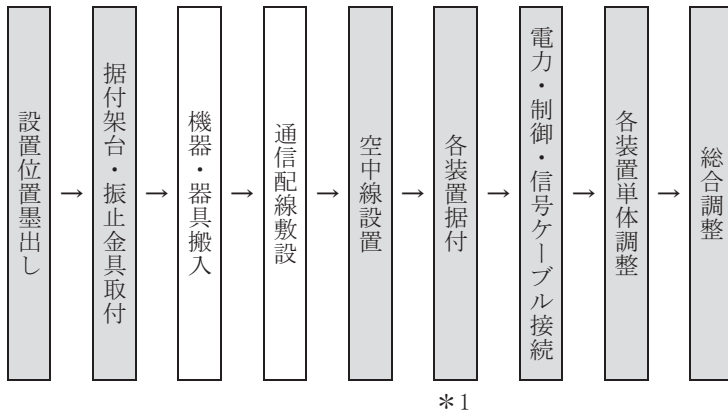 設置位置墨出し
→
据付架台・振止金具取付
→
機器・器具搬入
→
通信配線敷設
→
空中線設置
→
各装置据付
→
電力・制御・信号ケーブル接続
→
各装置単体調整
→
総合調整
＊1